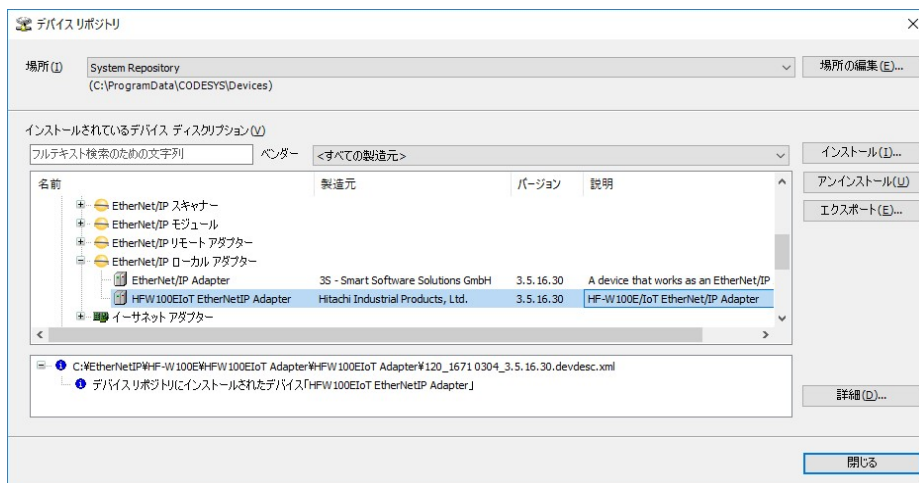 デバイス リポジトリ
場所(I) System Repository 場所の編集(E)...
(C:\ProgramData\CODESYS\Devices)
インストールされているデバイス ディスクリプション(V)
フルテキスト検索のための文字列 ベンダー <すべての製造元> インストール(I)...
名前 製造元 バージョン 説明 アンインストール(U)
エクスポート(E)...
EtherNet/IP スキャナー
EtherNet/IP モジュール
EtherNet/IP リモート アダプター
EtherNet/IP ローカル アダプター
EtherNet/IP Adapter 3S - Smart Software Solutions GmbH 3.5.16.30 A device that works as an EtherNet/IP
HFW100EIoT EtherNetIP Adapter Hitachi Industrial Products, Ltd. 3.5.16.30 HF-W100E/IoT EtherNet/IP Adapter
イーサネット アダプター
C:¥EtherNetIP¥HF-W100E¥HFW100EIoT Adapter¥HFW100EIoT Adapter¥120_1671 0304_3.5.16.30.devdesc.xml
デバイス リポジトリにインストールされたデバイス「HFW100EIoT EtherNetIP Adapter」
詳細(D)...
閉じる